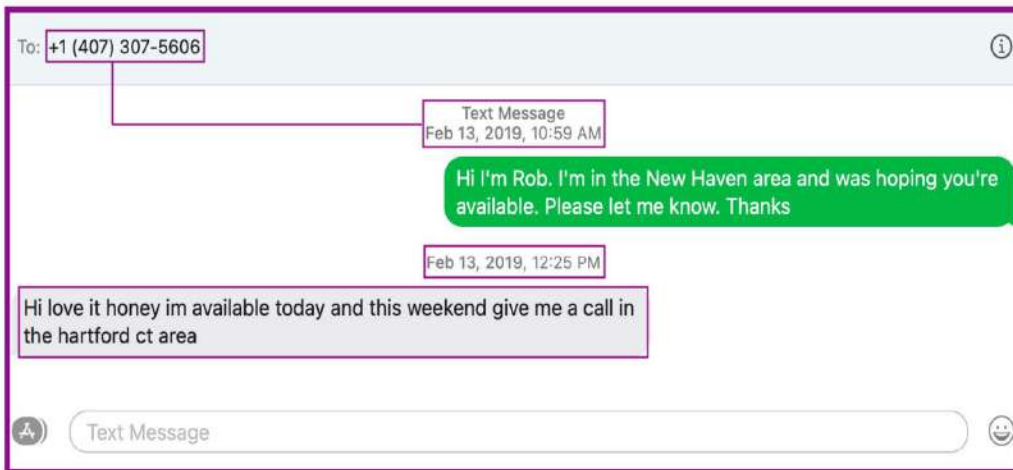 To: +1 (407) 307-5606
Text Message
Feb 13, 2019, 10:59 AM
Hi I'm Rob. I'm in the New Haven area and was hoping you're
available. Please let me know. Thanks
Feb 13, 2019, 12:25 PM
Hi love it honey im available today and this weekend give me a call in
the hartford ct area
Text Message